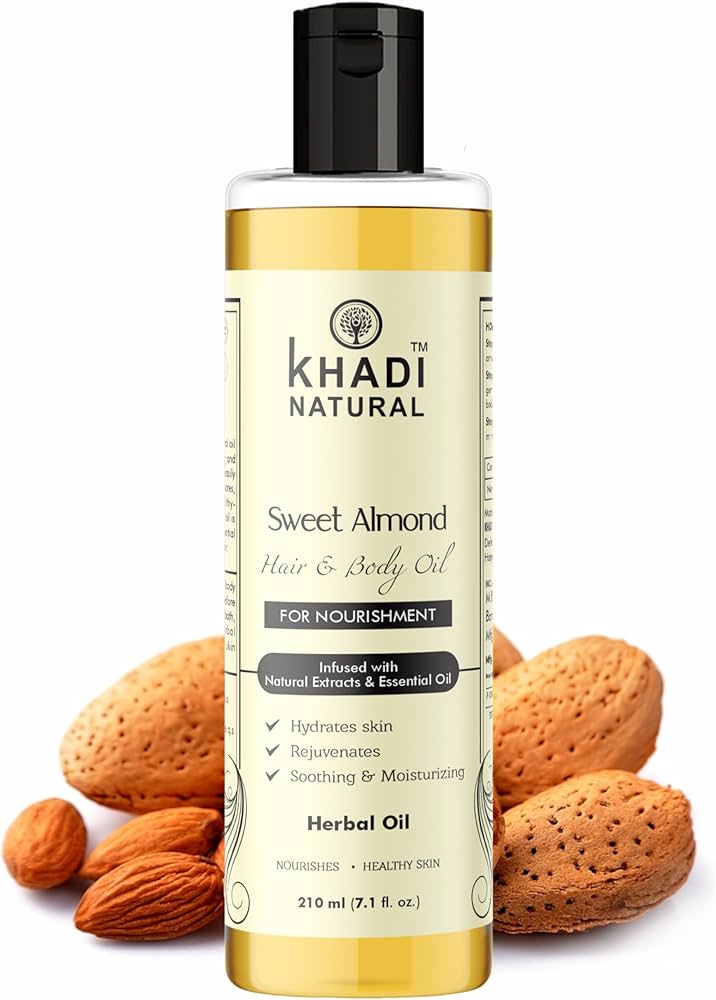 KHADI™
NATURAL
Sweet Almond
Hair & Body Oil
FOR NOURISHMENT
Infused with
Natural Extracts & Essential Oil
✓ Hydrates skin
✓ Rejuvenates
✓ Soothing & Moisturizing
Herbal Oil
NOURISHES • HEALTHY SKIN
210 ml (7.1 fl. oz.)